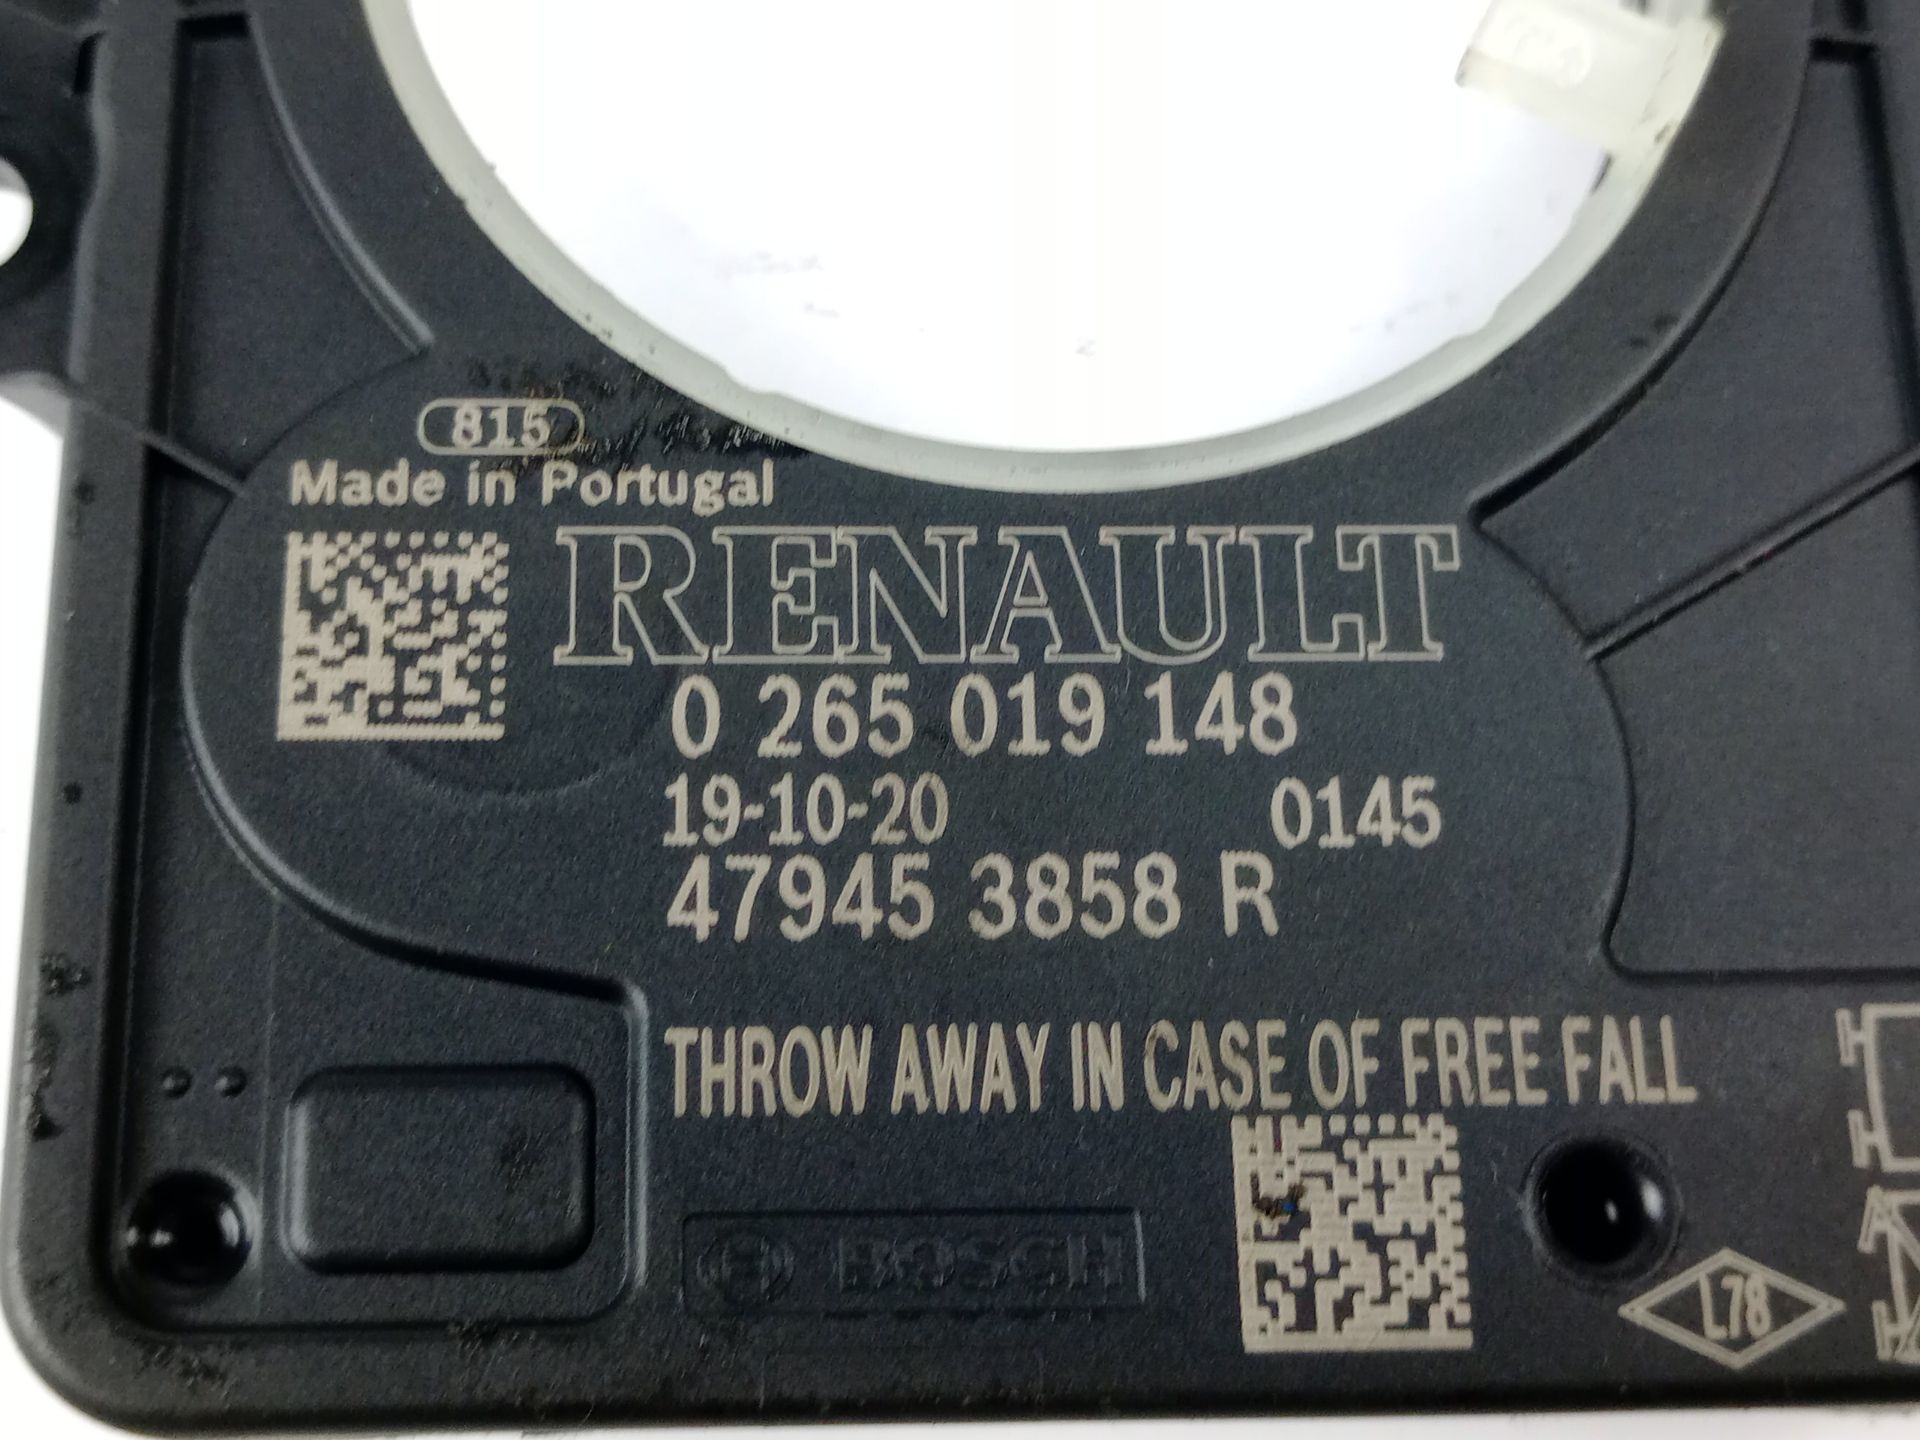 815
Made in Portugal
RENAULT
0 265 019 148
19-10-20 0145
47945 3858 R
THROW AWAY IN CASE OF FREE FALL
BOSCH
L78